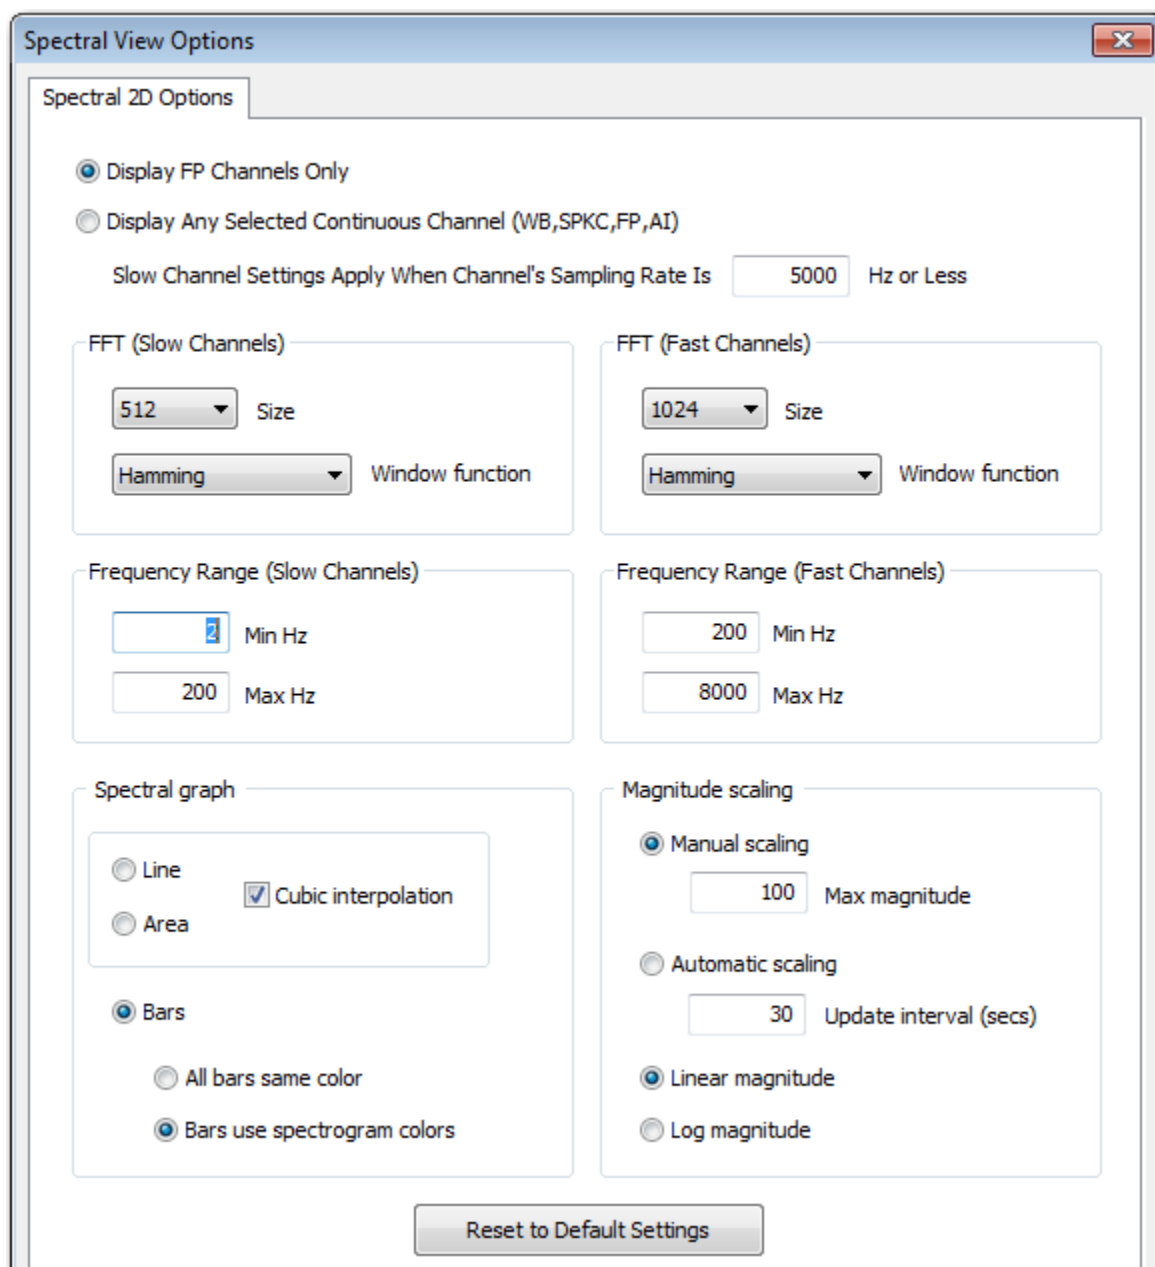 Spectral View Options
Spectral 2D Options
Display FP Channels Only
Display Any Selected Continuous Channel (WB,SPKC,FP,AI)
Slow Channel Settings Apply When Channel's Sampling Rate Is 5000 Hz or Less
FFT (Slow Channels)
512 Size
Hamming Window function
FFT (Fast Channels)
1024 Size
Hamming Window function
Frequency Range (Slow Channels)
2 Min Hz
200 Max Hz
Frequency Range (Fast Channels)
200 Min Hz
8000 Max Hz
Spectral graph
Line
Cubic interpolation
Area
Bars
All bars same color
Bars use spectrogram colors
Magnitude scaling
Manual scaling
100 Max magnitude
Automatic scaling
30 Update interval (secs)
Linear magnitude
Log magnitude
Reset to Default Settings